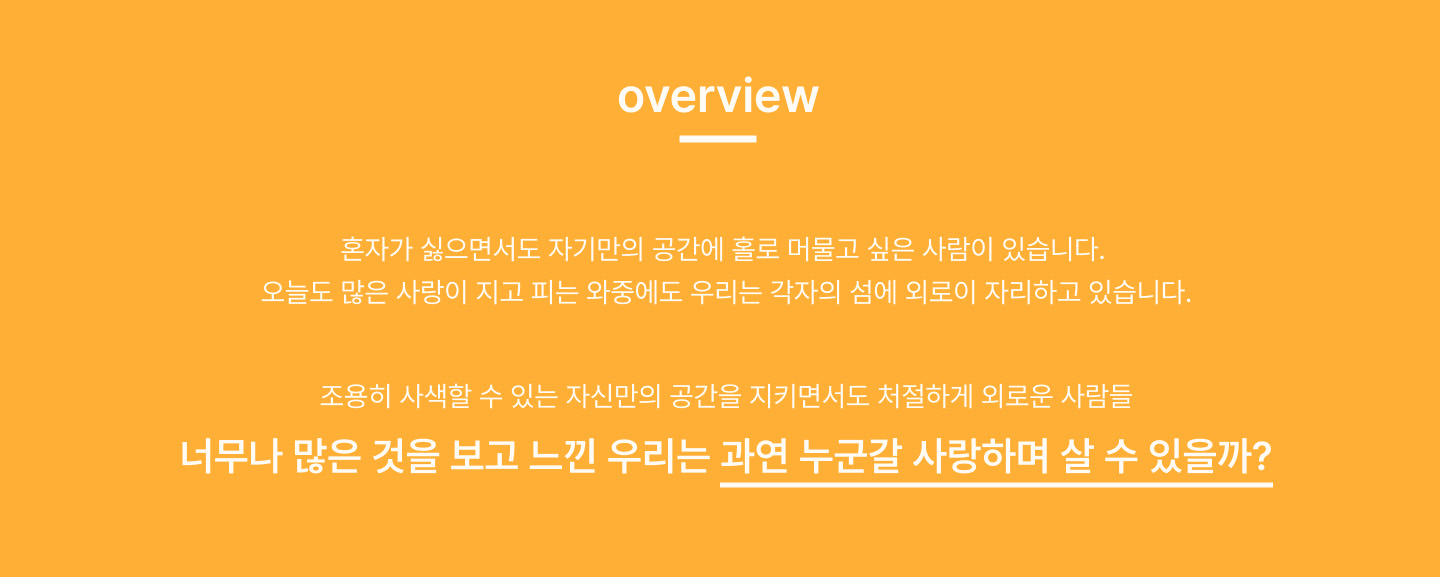 overview
혼자가 싫으면서도 자기만의 공간에 홀로 머물고 싶은 사람이 있습니다.
오늘도 많은 사랑이 지고 피는 와중에도 우리는 각자의 섬에 외로이 자리하고 있습니다.
조용히 사색할 수 있는 자신만의 공간을 지키면서도 처절하게 외로운 사람들
너무나 많은 것을 보고 느낀 우리는 과연 누군갈 사랑하며 살 수 있을까?